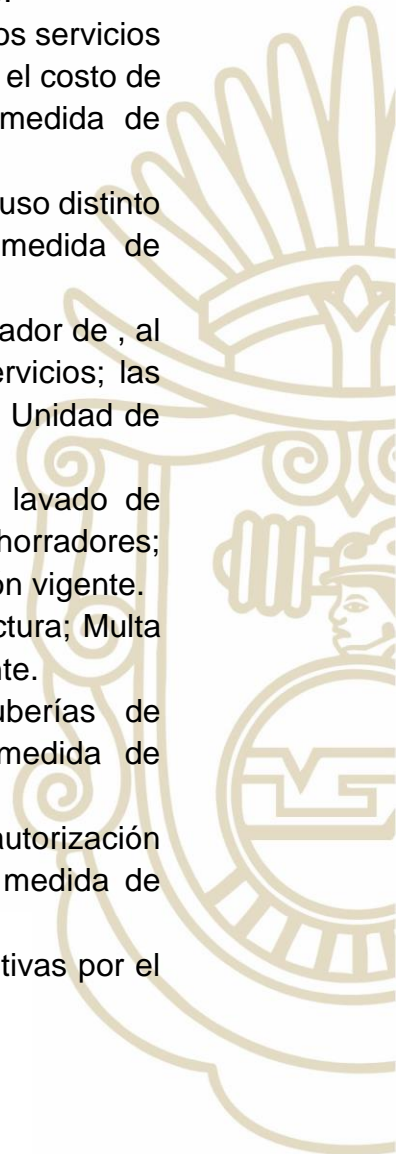 os servicios
el costo de
medida de
uso distinto
medida de
ador de , al
ervicios; las
Unidad de
lavado de
horradores;
ón vigente.
ctura; Multa
nte.
uberías de
medida de
autorización
medida de
tivas por el